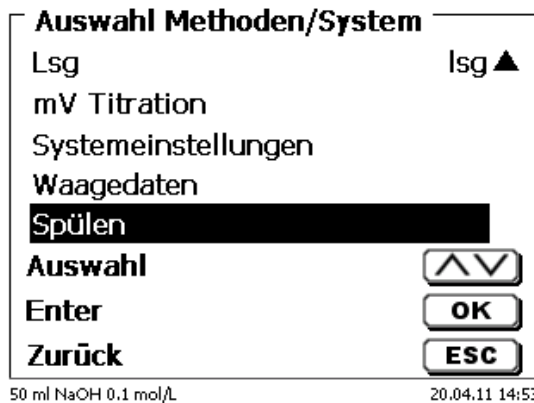 Auswahl Methoden/System
Lsg lsg ▲
mV Titration
Systemeinstellungen
Waagedaten
Spülen
Auswahl
Enter OK
Zurück ESC
50 ml NaOH 0.1 mol/L 20.04.11 14:53